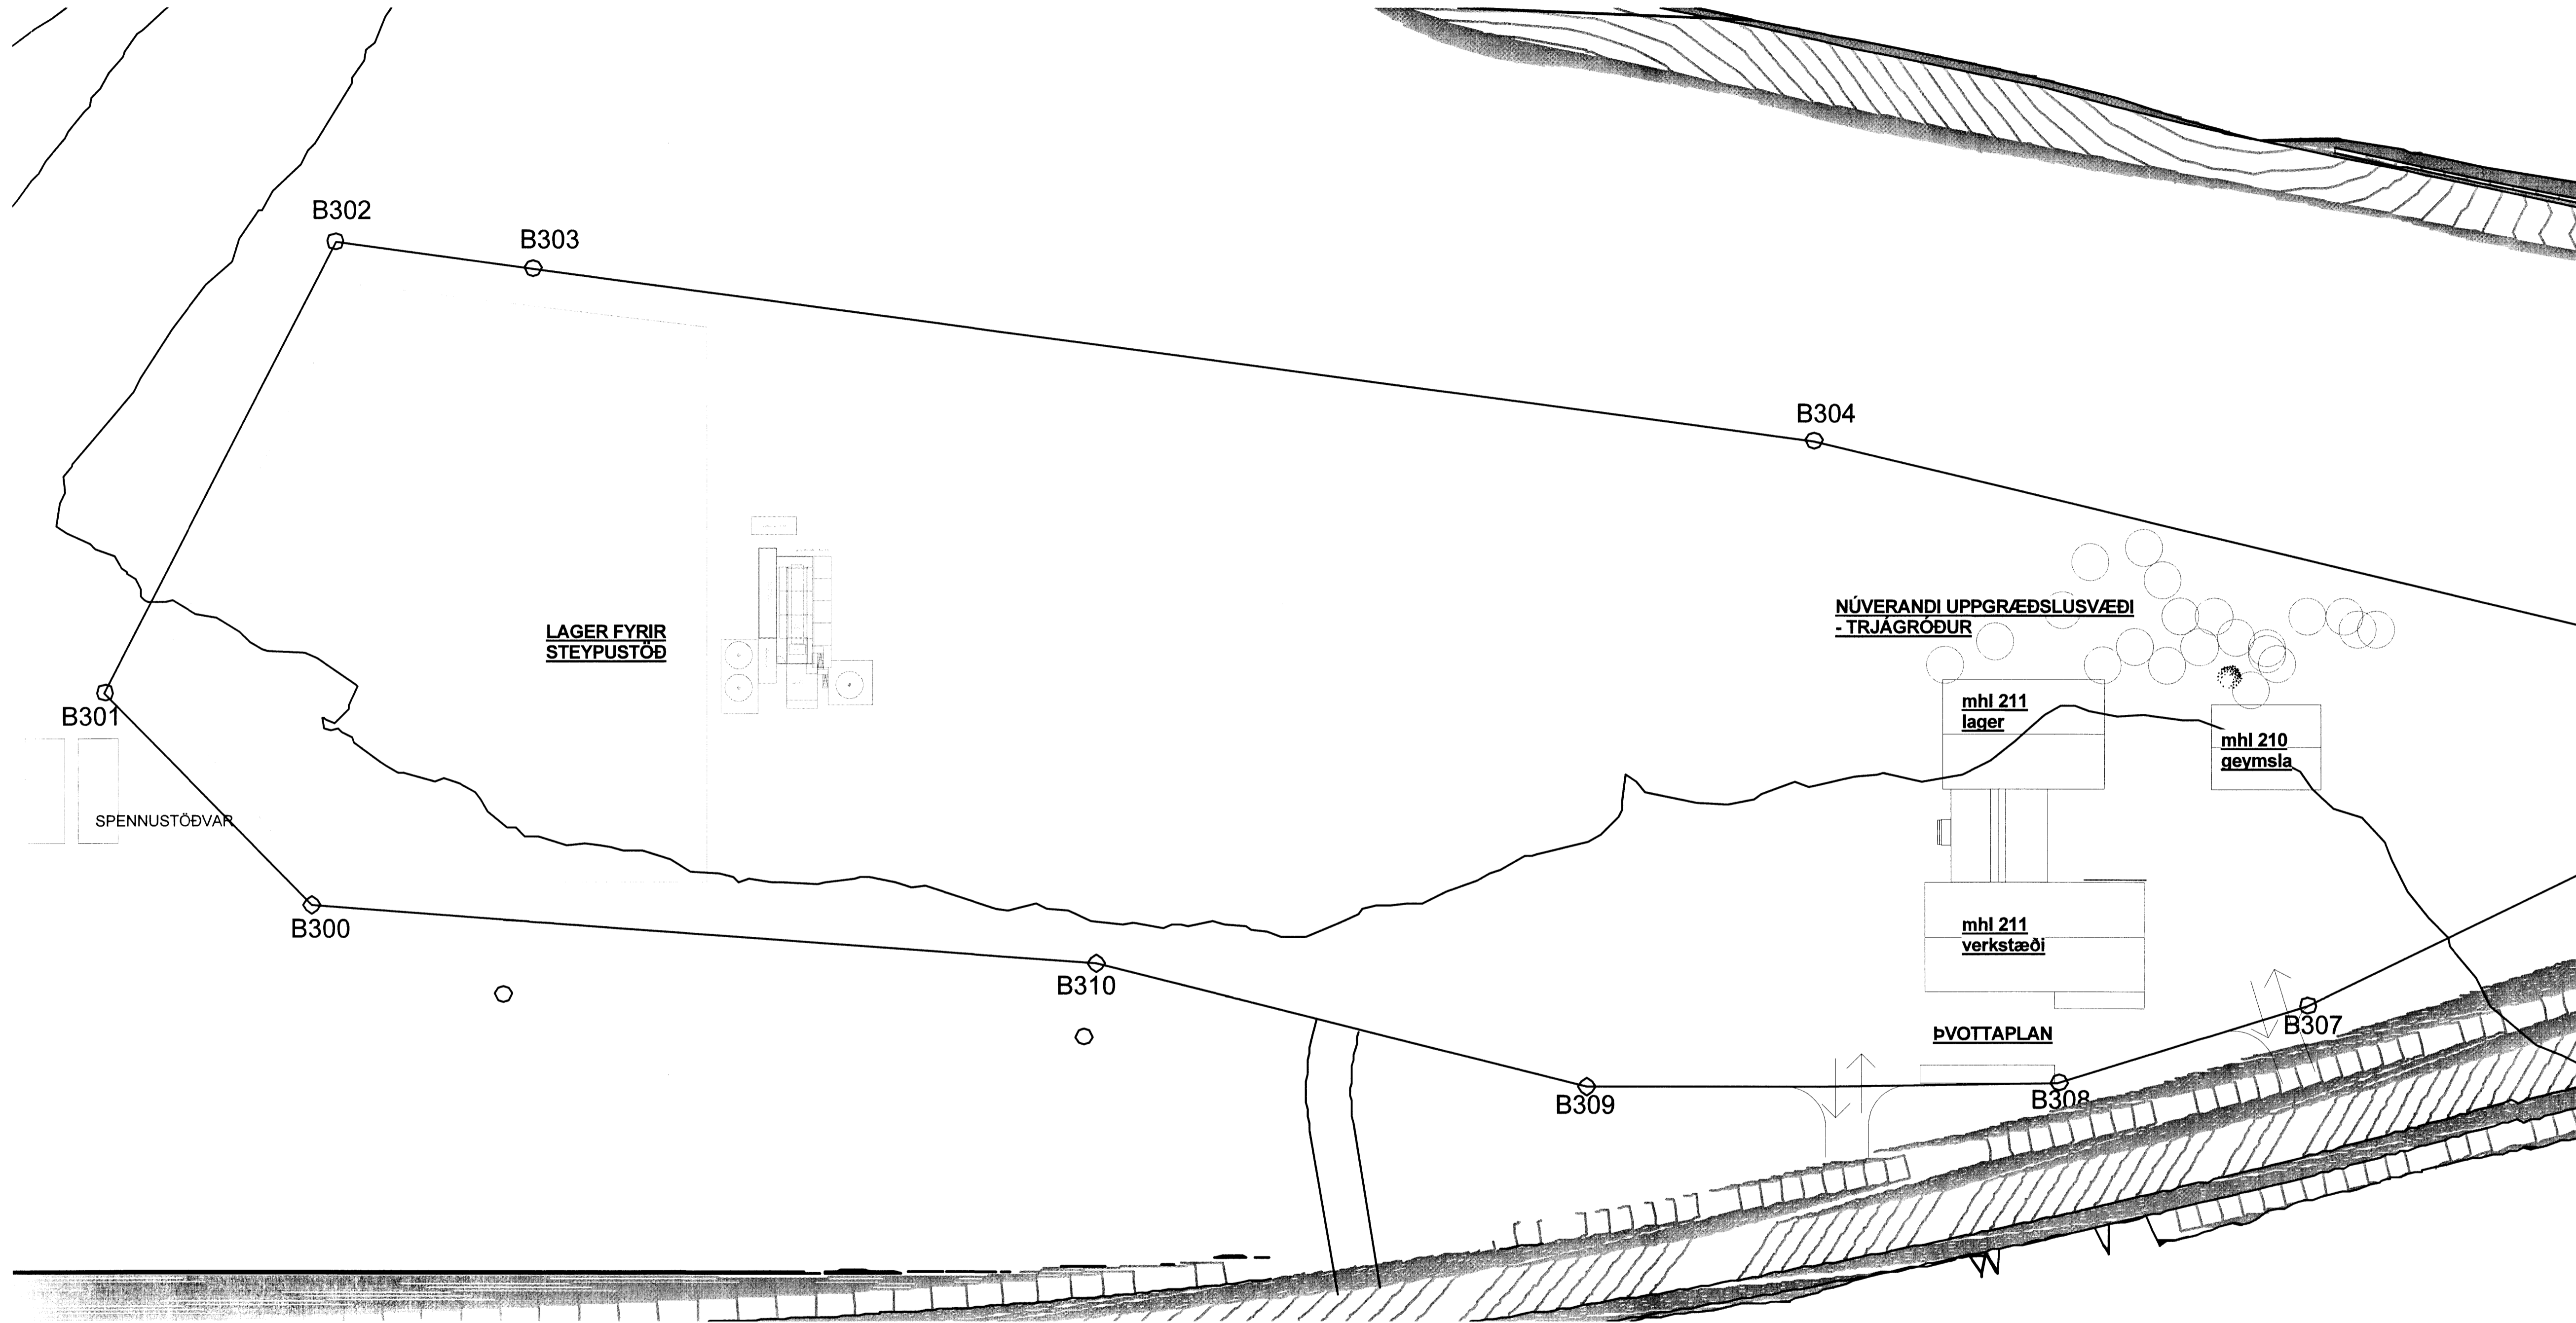 B302
B303
B304
NÚVERANDI UPPGRÆÐSLUSVÆÐI
- TRJÁGRÓÐUR
LAGER FYRIR
STEYPUSTÖÐ
mhl 211
lager
B301
mhl 210
geymsla
SPENNUSTÖÐVAR
B300
mhl 211
verkstæði
B310
B307
ÞVOTTAPLAN
B309
B308